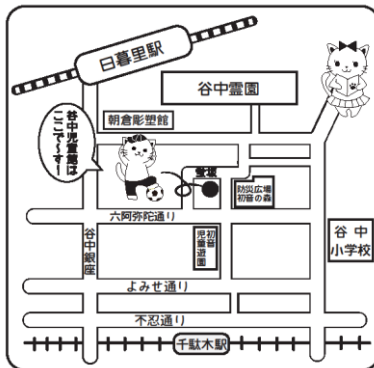 日暮里駅
谷中霊園
朝倉彫塑館
谷中児童館は
ここで〜す!
蛍坂
防災広場
初音の森
六阿弥陀通り
谷中銀座
初音
児童遊園
谷中
小学校
よみせ通り
不忍通り
千駄木駅